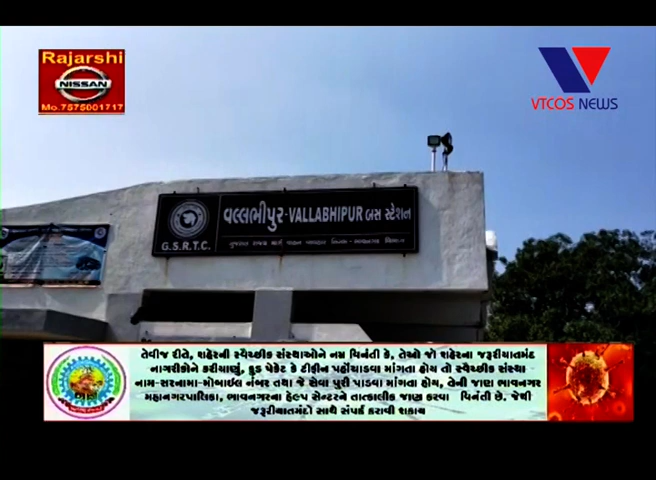 Rajarshi
NISSAN
Mo.7575001717
VTCOS NEWS
વલ્લભીપુર-VALLABHIPUR બસ સ્ટેશન
G.S.R.T.C.
તેવીજ રીતે, શહેરની સ્વૈચ્છીક સંસ્થાઓને નમ્ર વિનંતી કે, તેઓ જો શહેરના જરૂરીયાતમંદ
નાગરીકોને કરીયાણું, ફુડ પેકેટ કે ટીફીન પહોંચાડવા માંગતા હોય તો સ્વૈચ્છીક સંસ્થા
નામ-સરનામા-મોબાઈલ નંબર તથા જે સેવા પુરી પાડવા માંગતા હોય, તેની જાણ ભાવનગર
મહાનગરપાલિકા, ભાવનગરના હેલ્પ સેન્ટરને તાત્કાલીક જાણ કરવા વિનંતી છે. જેથી
જરૂરીયાતમંદો સાથે સંપર્ક કરાવી શકાય